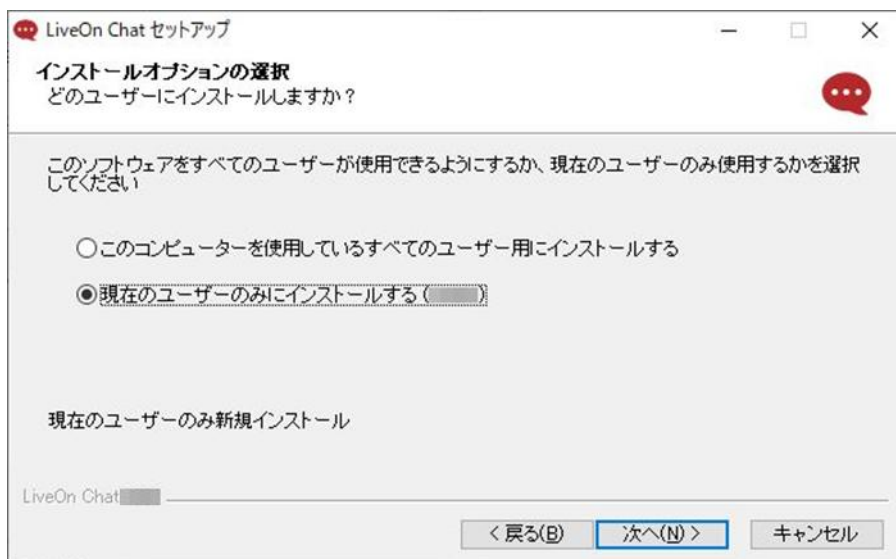 LiveOn Chat セットアップ
インストールオプションの選択
どのユーザーにインストールしますか？
このソフトウェアをすべてのユーザーが使用できるようにするか、現在のユーザーのみ使用するかを選択
してください
このコンピューターを使用しているすべてのユーザー用にインストールする
現在のユーザーのみにインストールする ( )
現在のユーザーのみ新規インストール
LiveOn Chat
< 戻る(B)
次へ(N) >
キャンセル